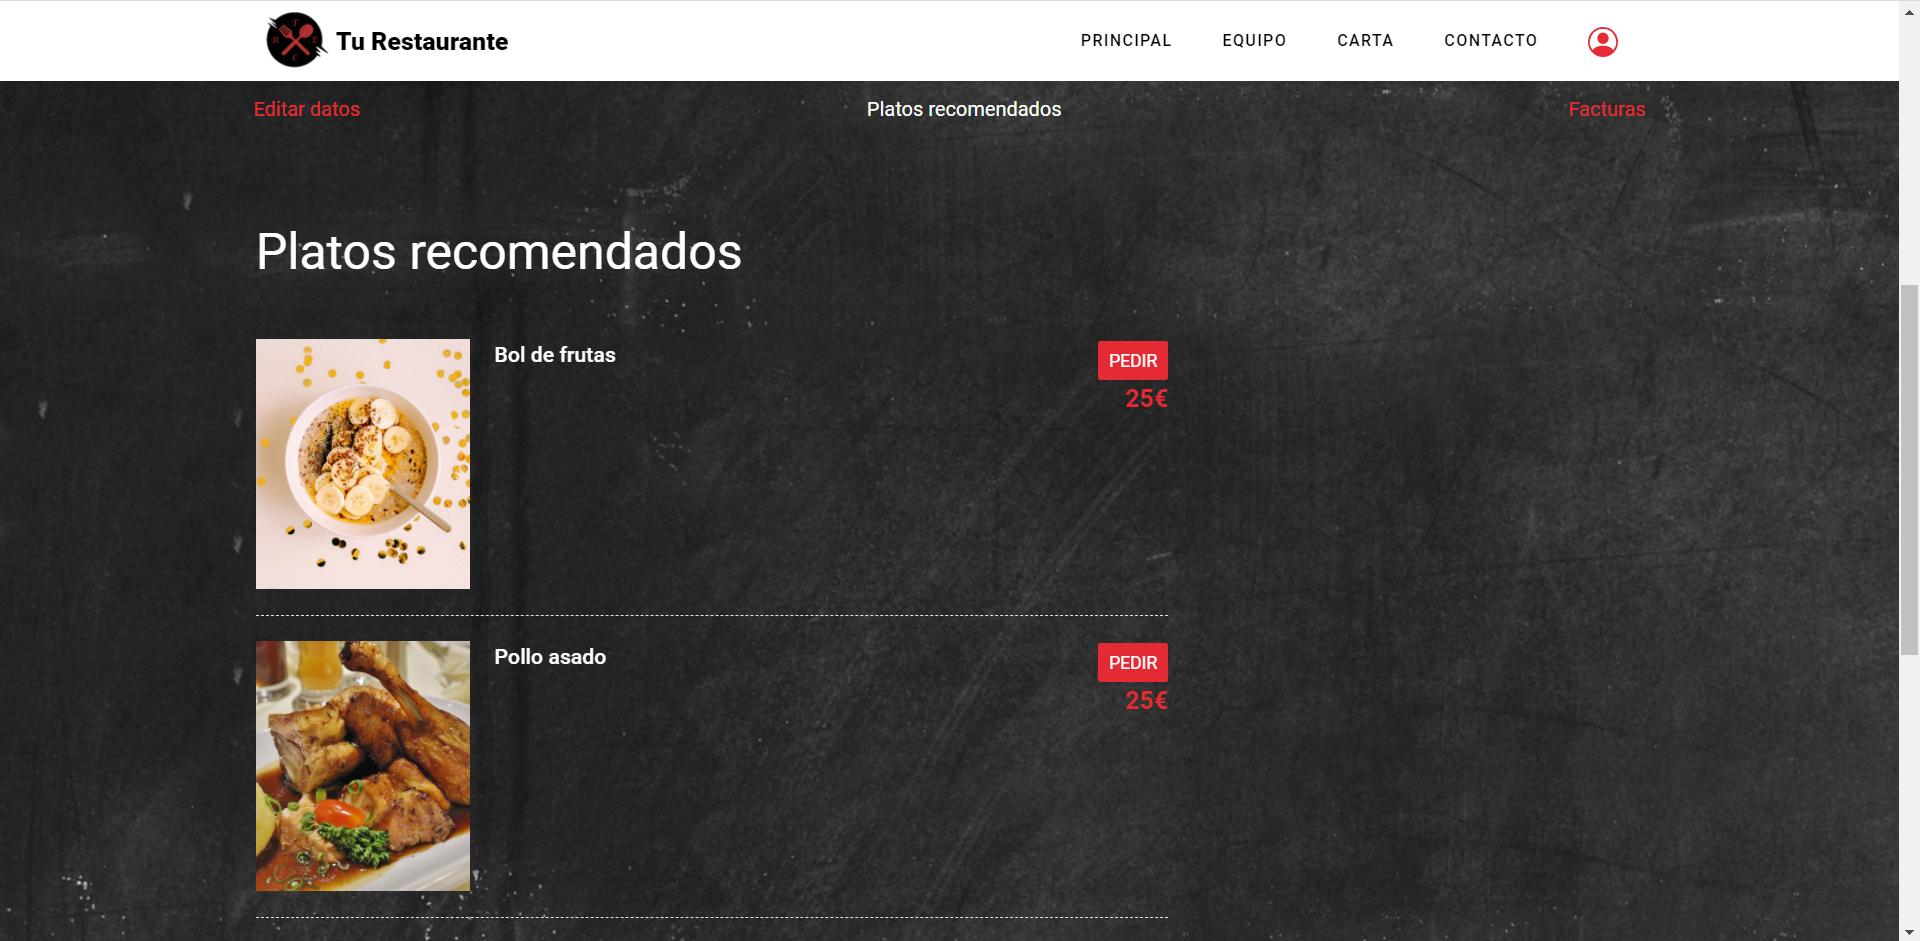 Tu Restaurante
PRINCIPAL EQUIPO CARTA CONTACTO
Editar datos Platos recomendados Facturas
Platos recomendados
Bol de frutas
PEDIR
25€
Pollo asado
PEDIR
25€